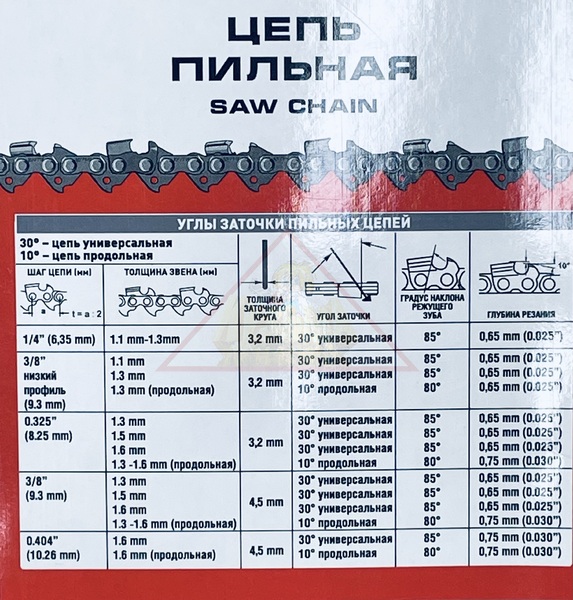 ЦЕПЬ
ПИЛЬНАЯ
SAW CHAIN
УГЛЫ ЗАТОЧКИ ПИЛЬНЫХ ЦЕПЕЙ
30° – цепь универсальная
10° – цепь продольная
ШАГ ЦЕПИ (мм) ТОЛЩИНА ЗВЕНА (мм)
a t = a : 2
ТОЛЩИНА
ЗАТОЧНОГО
КРУГА
УГОЛ ЗАТОЧКИ
ГРАДУС НАКЛОНА
РЕЖУЩЕГО
ЗУБА
10°
ГЛУБИНА РЕЗАНИЯ
1/4" (6,35 mm) 1.1 mm-1.3mm 3,2 mm 30° универсальная 85° 0,65 mm (0.025")
3/8" 1.1 mm 30° универсальная 85° 0,65 mm (0.025")
низкий 1.3 mm 3,2 mm 30° универсальная 85° 0,65 mm (0.025")
профиль 1.3 mm (продольная) 10° продольная 80° 0,65 mm (0.025")
(9.3 mm)
0.325" 1.3 mm 30° универсальная 85° 0,65 mm (0.025")
(8.25 mm) 1.5 mm 3,2 mm 30° универсальная 85° 0,65 mm (0.025")
1.6 mm 30° универсальная 85° 0,65 mm
1.3 -1.6 mm (продольная) 10° продольная 80° 0,75 mm (0.030")
3/8" 1.3 mm 30° универсальная 85° 0,65 mm (0.025")
(9.3 mm) 1.5 mm 4,5 mm 30° универсальная 85° 0,65 mm (0.025")
1.6 mm 30° универсальная 85° 0,65 mm (0.025")
1.3 -1.6 mm (продольная) 10° продольная 80° 0,75 mm (0.030")
0.404" 1.6 mm 4,5 mm 30° универсальная 85° 0,75 mm (0.030")
(10.26 mm) 1.6 mm (продольная) 10° продольная 80° 0,75 mm (0.030")